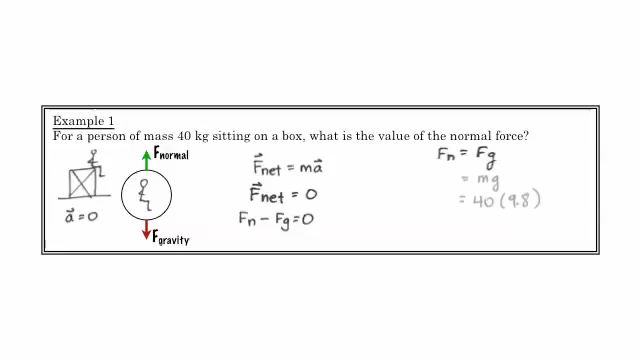 Example 1
For a person of mass 40 kg sitting on a box, what is the value of the normal force?
a⃗ = 0
Fnormal
Fgravity
F⃗net = ma⃗
F⃗net = 0
Fn − Fg = 0
Fn = Fg
= mg
= 40 (9.8)